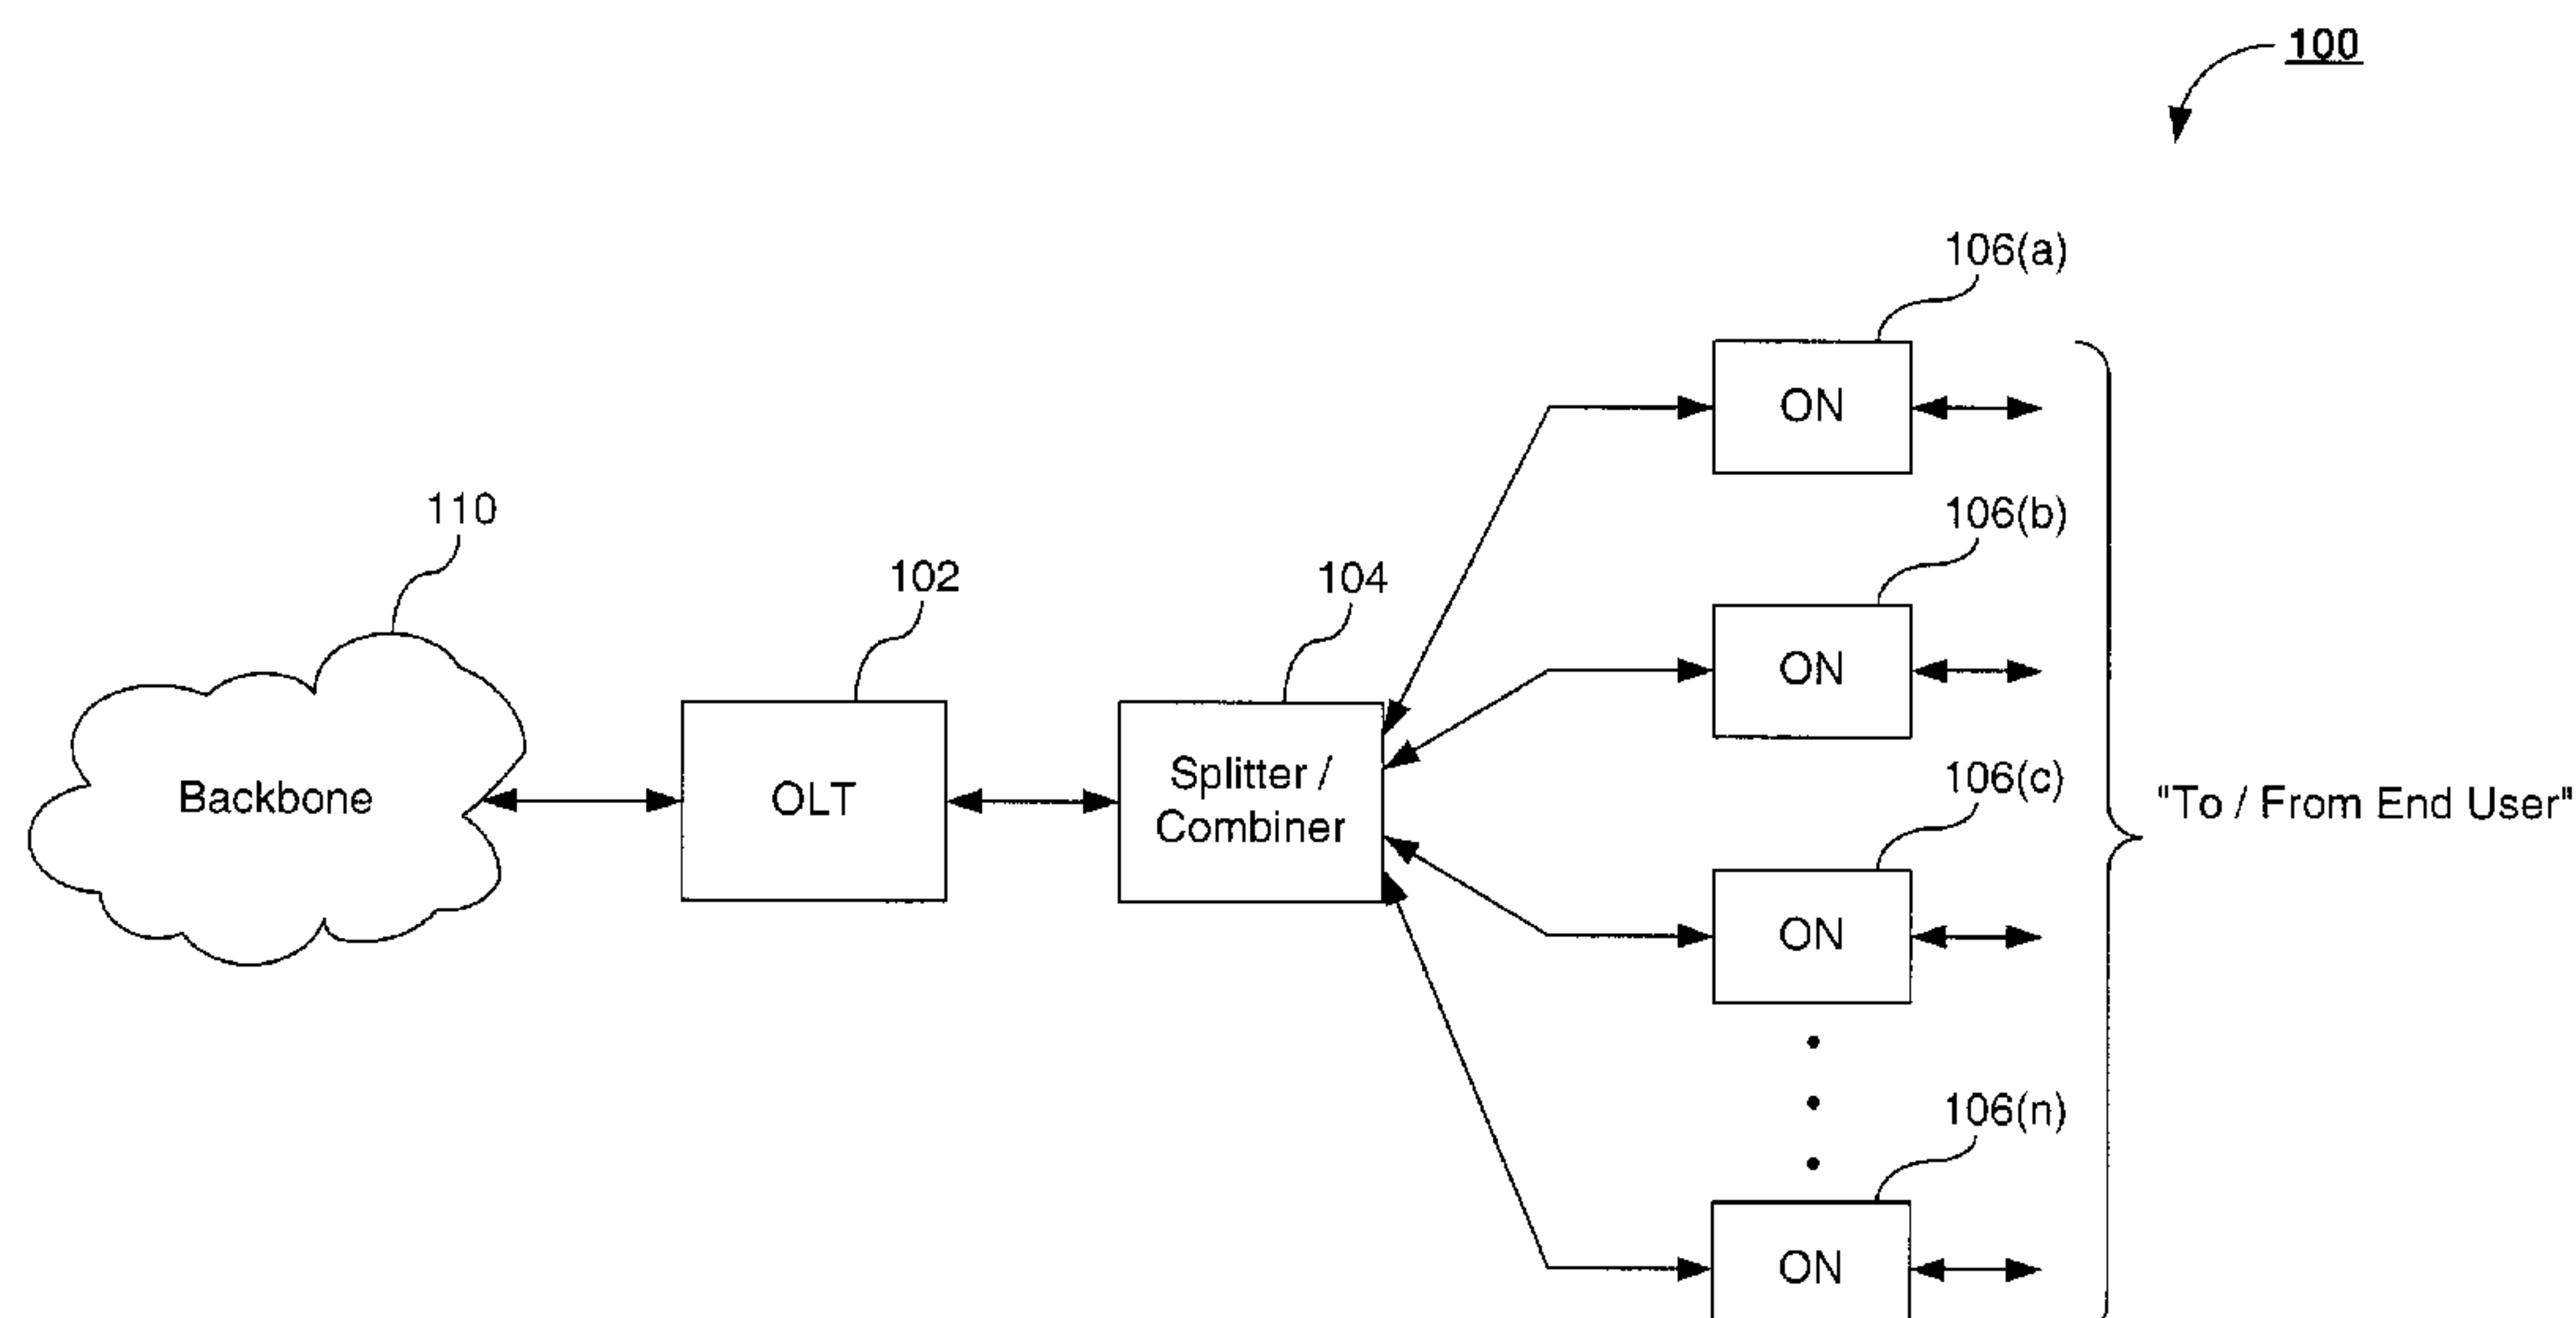 100
106(a)
ON
106(b)
110
102
104
ON
Backbone
OLT
Splitter /
Combiner
106(c)
"To / From End User"
ON
106(n)
ON